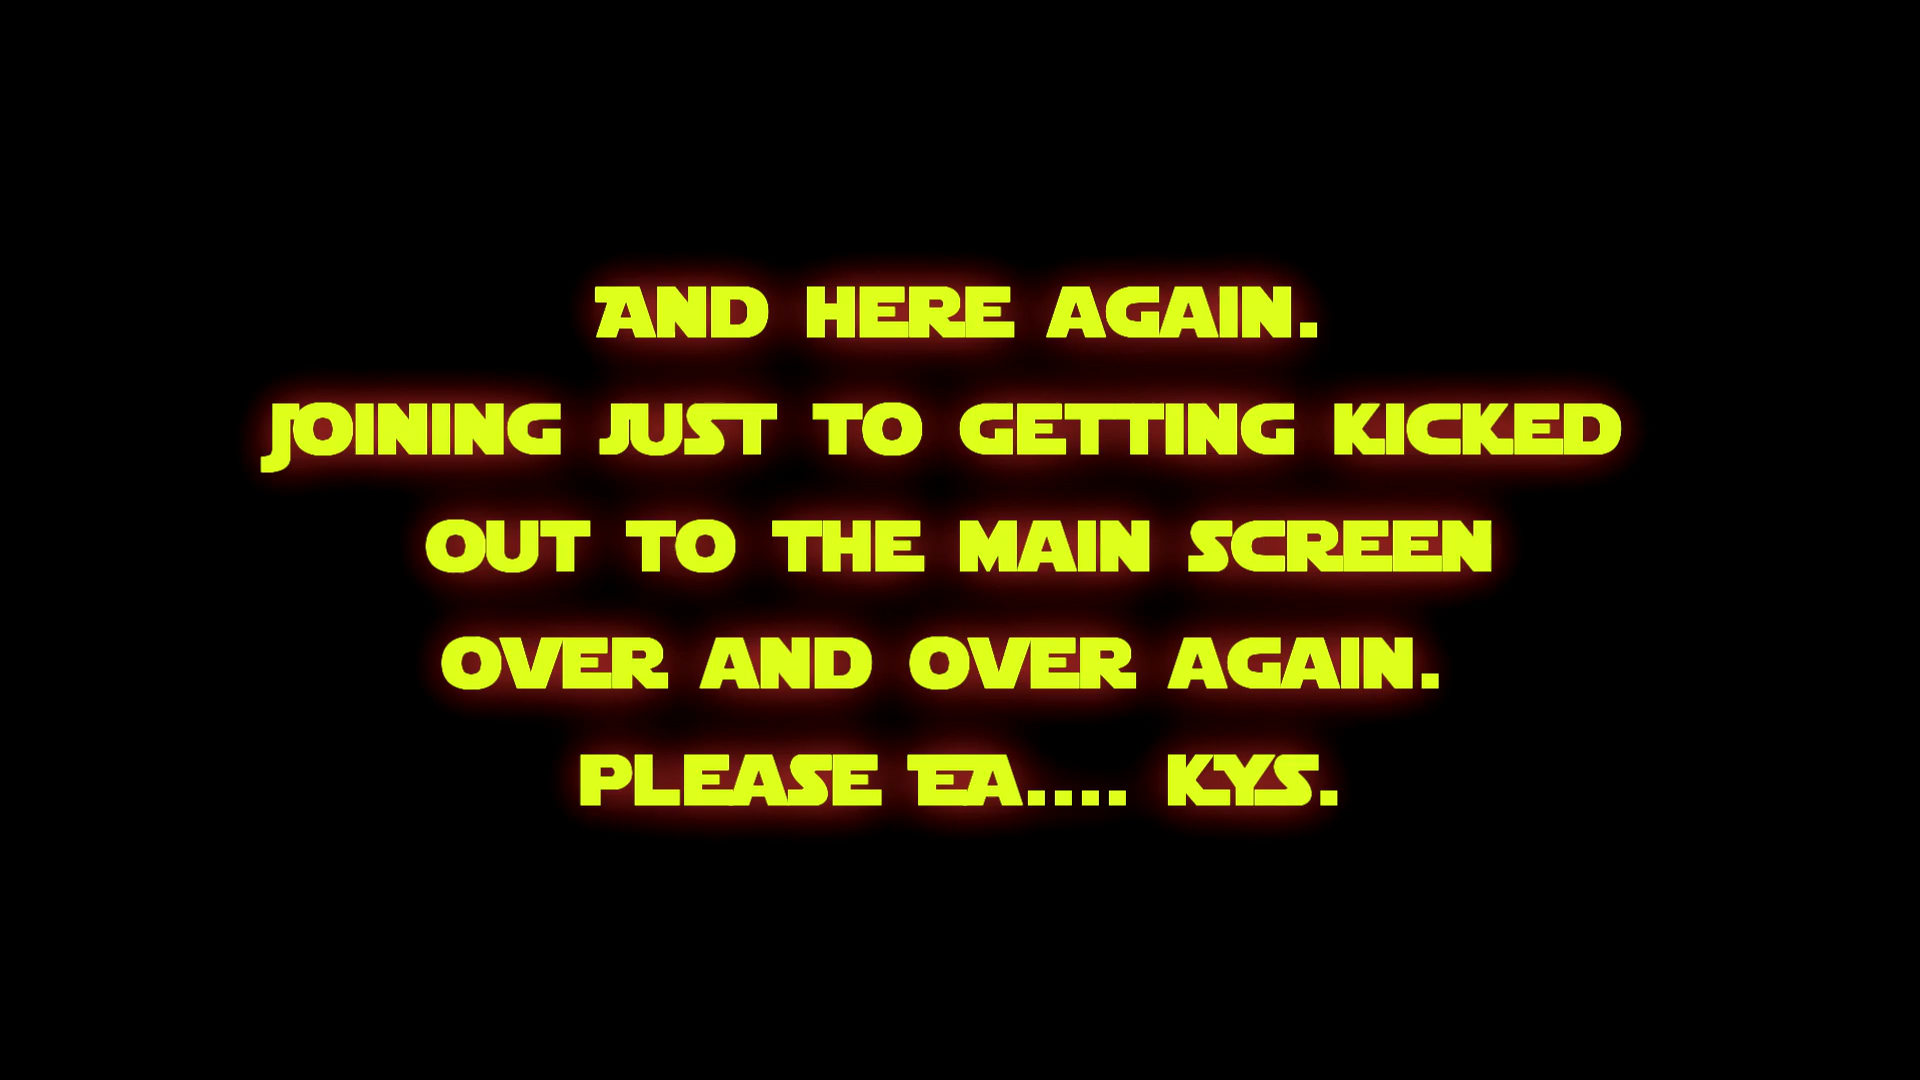 And here again.
Joining just to getting kicked
out to the main screen
over and over again.
please EA.... KYS.